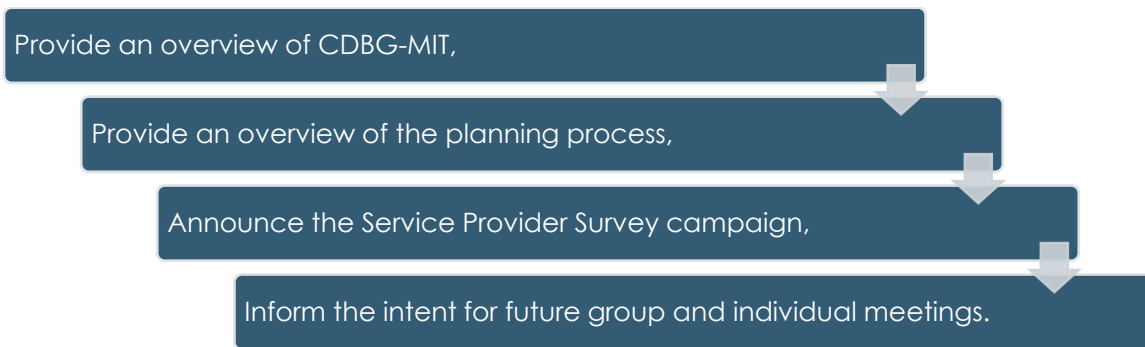 Provide an overview of CDBG-MIT,
Provide an overview of the planning process,
Announce the Service Provider Survey campaign,
Inform the intent for future group and individual meetings.